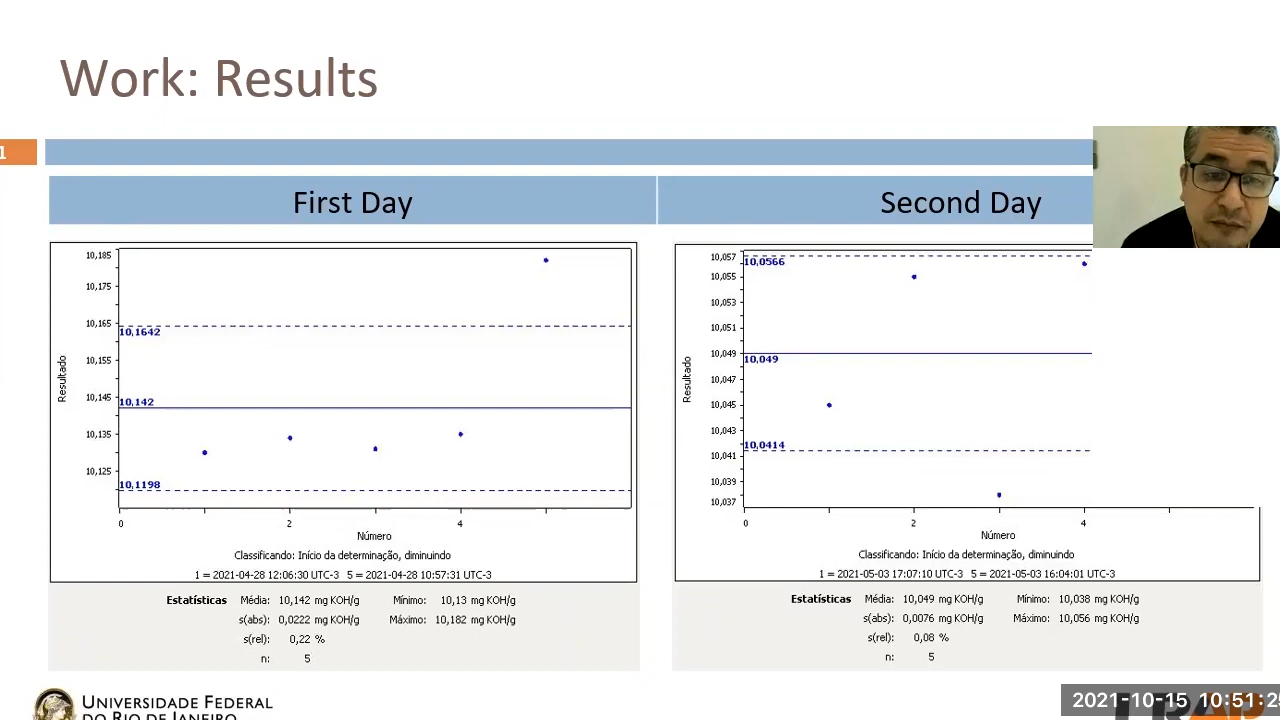 Work: Results
1
First Day
Second Day
10,185
10,175
10,165
10,1642
10,155
10,145
10,142
10,135
10,125
10,1198
Resultado
0
2
4
Número
Classificando: Início da determinação, diminuindo
1 = 2021-04-28 12:06:30 UTC-3 5 = 2021-04-28 10:57:31 UTC-3
Estatísticas Média: 10,142 mg KOH/g Mínimo: 10,13 mg KOH/g
s(abs): 0,0222 mg KOH/g Máximo: 10,182 mg KOH/g
s(rel): 0,22 %
n: 5
10,057
10,0566
10,055
10,053
10,051
10,049
10,049
10,047
10,045
10,043
10,0414
10,041
10,039
10,037
Resultado
0
2
4
Número
Classificando: Início da determinação, diminuindo
1 = 2021-05-03 17:07:10 UTC-3 5 = 2021-05-03 16:04:01 UTC-3
Estatísticas Média: 10,049 mg KOH/g Mínimo: 10,038 mg KOH/g
s(abs): 0,0076 mg KOH/g Máximo: 10,056 mg KOH/g
s(rel): 0,08 %
n: 5
UNIVERSIDADE FEDERAL
DO RIO DE JANEIRO
2021-10-15 10:51:2